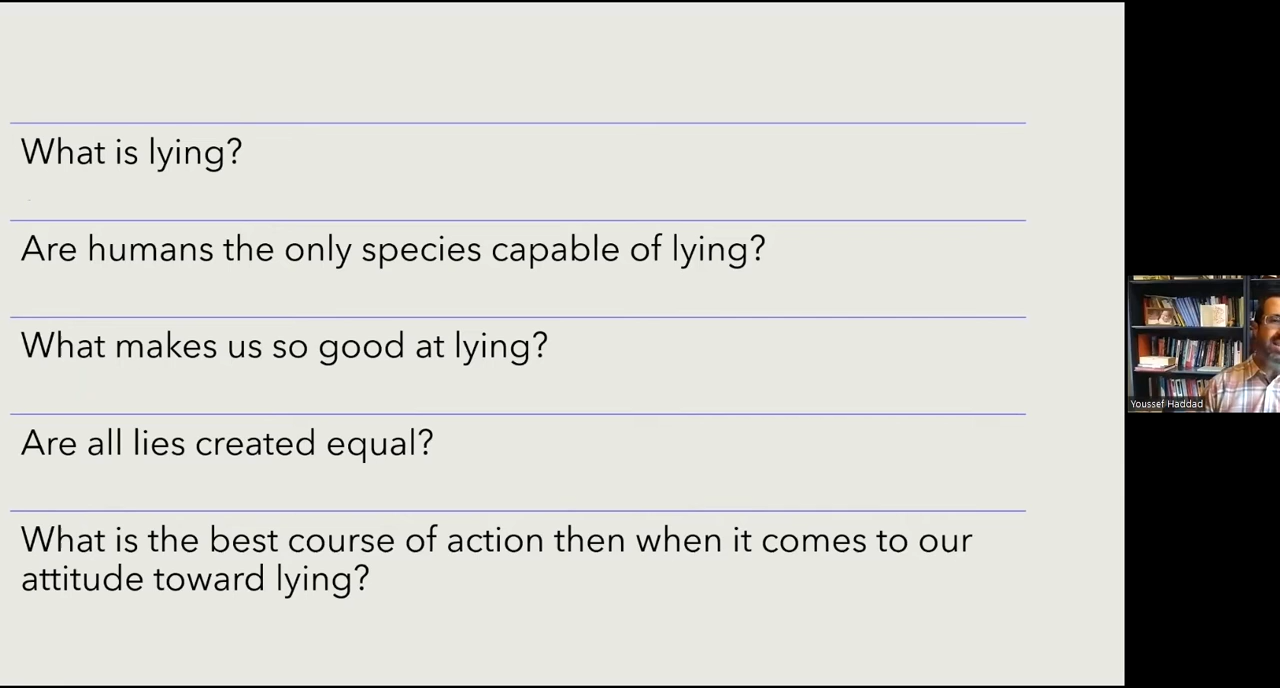 What is lying?
Are humans the only species capable of lying?
What makes us so good at lying?
Are all lies created equal?
What is the best course of action then when it comes to our
attitude toward lying?
Youssef Haddad